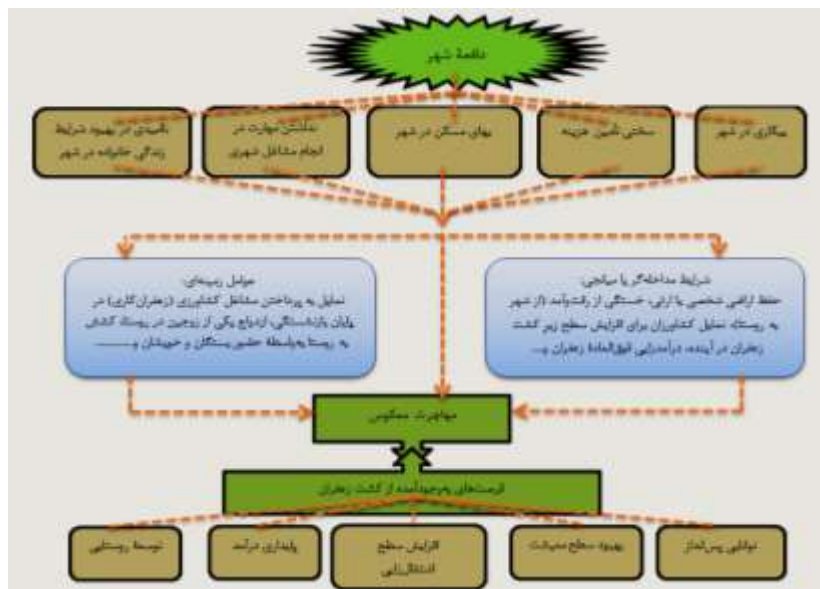 دافعهٔ شهر
بیکاری در شهر
سختی تأمین هزینه
بهای مسکن در شهر
نداشتن مهارت در
انجام مشاغل شهری
ناامیدی در بهبود شرایط
زندگی خانواده در شهر
شرایط مداخله‌گر یا میانجی:
حفظ اراضی شخصی یا ارثی، خستگی از رفت‌وآمد (از شهر
به روستا)، تمایل کشاورزان برای افزایش سطح زیر کشت
زعفران در آینده، درآمدزایی فوق‌العادهٔ زعفران و...
عوامل زمینه‌ای:
تمایل به پرداختن مشاغل کشاورزی (زعفران‌کاری) در
پایان بازنشستگی، ازدواج یکی از زوجین در روستا، کشش
به روستا به‌واسطهٔ حضور بستگان و خویشان و..........
مهاجرت معکوس
فرصت‌های به‌وجودآمده از کشت زعفران
توانایی پس‌انداز
بهبود سطح معیشت
افزایش سطح
اشتغال‌زایی
پایداری درآمد
توسعهٔ روستایی